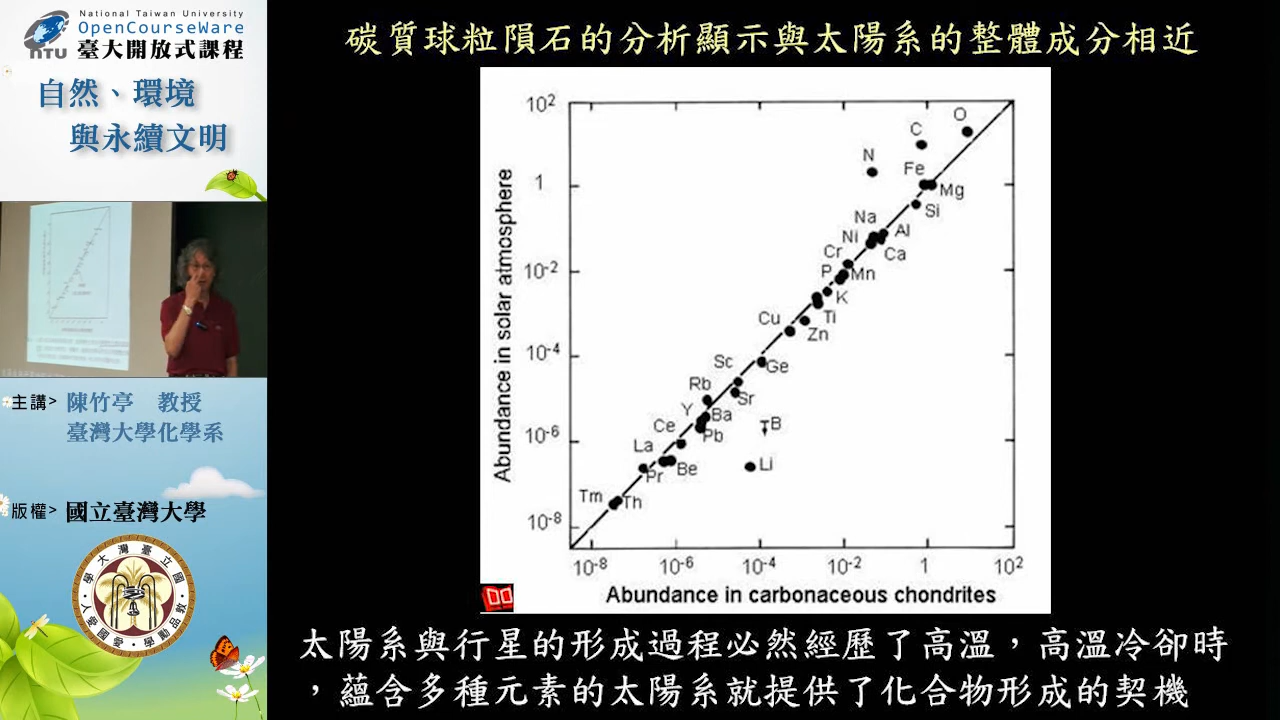 National Taiwan University
OpenCourseWare
NTU 臺大開放式課程
自然、環境
與永續文明
主講> 陳竹亭 教授
臺灣大學化學系
版權> 國立臺灣大學
碳質球粒隕石的分析顯示與太陽系的整體成分相近
Abundance in solar atmosphere
10²
1
10⁻²
10⁻⁴
10⁻⁶
10⁻⁸
O
C
N
Fe
Mg
Si
Na
Al
Ni
Ca
Cr
P
Mn
K
Cu
Ti
Zn
Sc
Ge
Rb
Sr
Y
Ba
B
Ce
Pb
La
Li
Pr
Be
Tm
Th
10⁻⁸ 10⁻⁶ 10⁻⁴ 10⁻² 1 10²
Abundance in carbonaceous chondrites
太陽系與行星的形成過程必然經歷了高溫，高溫冷卻時
，蘊含多種元素的太陽系就提供了化合物形成的契機